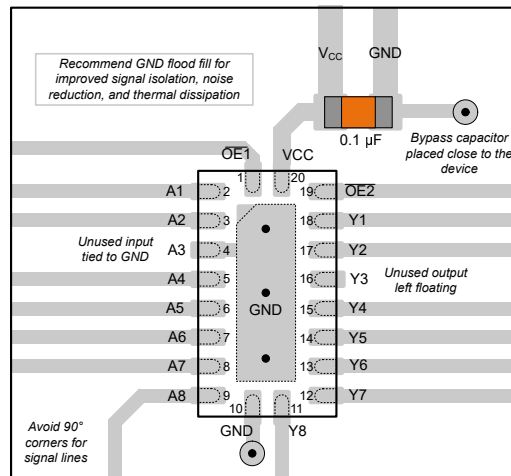 Recommend GND flood fill for
improved signal isolation, noise
reduction, and thermal dissipation
VCC GND
0.1 µF
Bypass capacitor
placed close to the
device
OE1 VCC
1 20
A1 2 19 OE2
A2 3 18 Y1
Unused input
tied to GND
A3 4 17 Y2
A4 5 16 Y3
Unused output
left floating
A5 6 15 Y4
GND
A6 7 14 Y5
A7 8 13 Y6
A8 9 12 Y7
10 11
GND Y8
Avoid 90°
corners for
signal lines